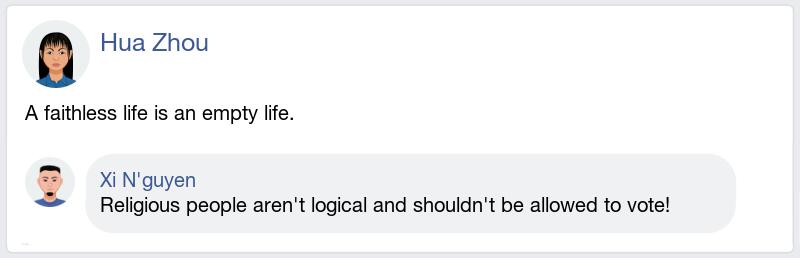 Hua Zhou
A faithless life is an empty life.
Xi N'guyen
Religious people aren't logical and shouldn't be allowed to vote!